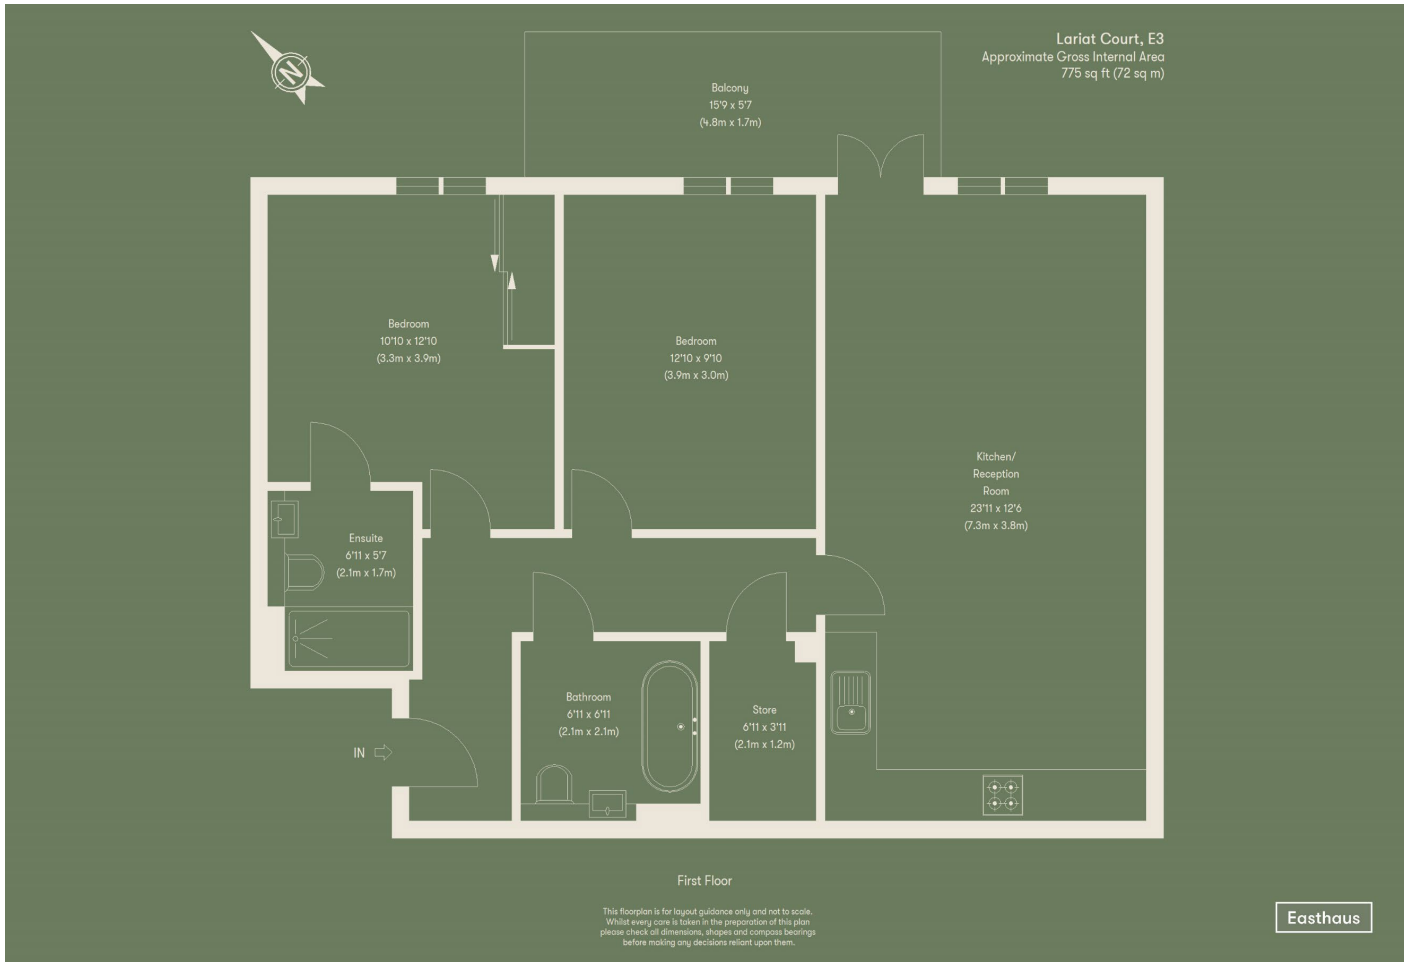 N
Lariat Court, E3
Approximate Gross Internal Area
775 sq ft (72 sq m)
Balcony
15'9 x 5'7
(4.8m x 1.7m)
Bedroom
10'10 x 12'10
(3.3m x 3.9m)
Bedroom
12'10 x 9'10
(3.9m x 3.0m)
Kitchen/
Reception
Room
23'11 x 12'6
(7.3m x 3.8m)
Ensuite
6'11 x 5'7
(2.1m x 1.7m)
Bathroom
6'11 x 6'11
(2.1m x 2.1m)
Store
6'11 x 3'11
(2.1m x 1.2m)
IN
First Floor
This floorplan is for layout guidance only and not to scale.
Whilst every care is taken in the preparation of this plan
please check all dimensions, shapes and compass bearings
before making any decisions reliant upon them.
Easthaus